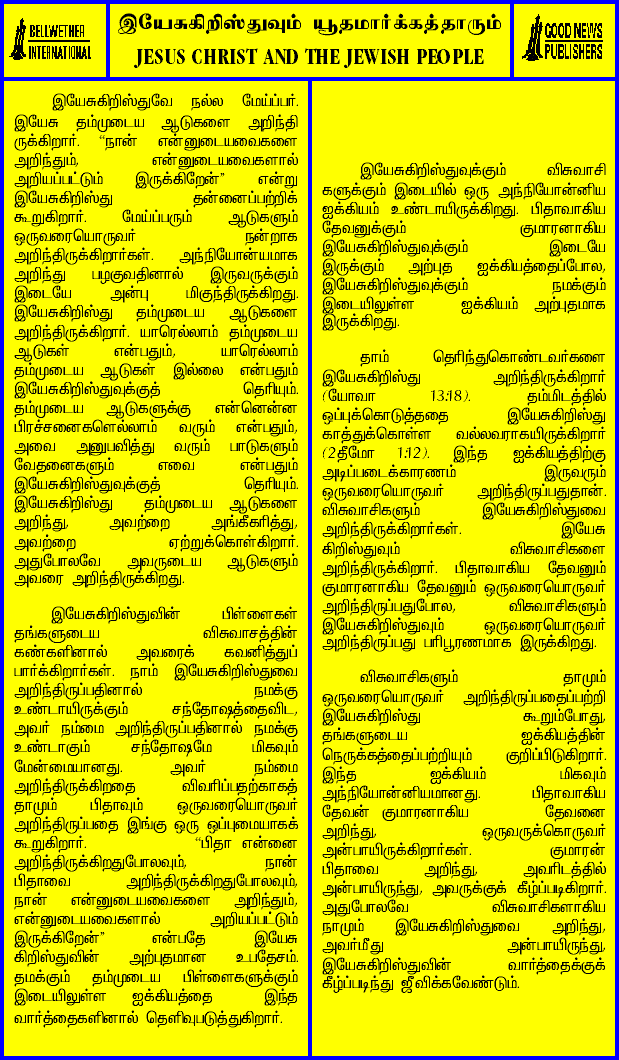 BELLWETHER
INTERNATIONAL
இயேசுகிறிஸ்துவும் யூதமார்க்கத்தாரும்
JESUS CHRIST AND THE JEWISH PEOPLE
GOOD NEWS
PUBLISHERS
இயேசுகிறிஸ்துவே நல்ல மேய்ப்பர்.
இயேசு தம்முடைய ஆடுகளை அறிந்தி
ருக்கிறார். “நான் என்னுடையவைகளை
அறிந்தும், என்னுடையவைகளால்
அறியப்பட்டும் இருக்கிறேன்” என்று
இயேசுகிறிஸ்து தன்னைப்பற்றிக்
கூறுகிறார். மேய்ப்பரும் ஆடுகளும்
ஒருவரையொருவர் நன்றாக
அறிந்திருக்கிறார்கள். அந்நியோன்யமாக
அறிந்து பழகுவதினால் இருவருக்கும்
இடையே அன்பு மிகுந்திருக்கிறது.
இயேசுகிறிஸ்து தம்முடைய ஆடுகளை
அறிந்திருக்கிறார். யாரெல்லாம் தம்முடைய
ஆடுகள் என்பதும், யாரெல்லாம்
தம்முடைய ஆடுகள் இல்லை என்பதும்
இயேசுகிறிஸ்துவுக்குத் தெரியும்.
தம்முடைய ஆடுகளுக்கு என்னென்ன
பிரச்சனைகளெல்லாம் வரும் என்பதும்,
அவை அனுபவித்து வரும் பாடுகளும்
வேதனைகளும் எவை என்பதும்
இயேசுகிறிஸ்துவுக்குத் தெரியும்.
இயேசுகிறிஸ்து தம்முடைய ஆடுகளை
அறிந்து, அவற்றை அங்கீகரித்து,
அவற்றை ஏற்றுக்கொள்கிறார்.
அதுபோலவே அவருடைய ஆடுகளும்
அவரை அறிந்திருக்கிறது.
இயேசுகிறிஸ்துவின் பிள்ளைகள்
தங்களுடைய விசுவாசத்தின்
கண்களினால் அவரைக் கவனித்துப்
பார்க்கிறார்கள். நாம் இயேசுகிறிஸ்துவை
அறிந்திருப்பதினால் நமக்கு
உண்டாயிருக்கும் சந்தோஷத்தைவிட,
அவர் நம்மை அறிந்திருப்பதினால் நமக்கு
உண்டாகும் சந்தோஷமே மிகவும்
மேன்மையானது. அவர் நம்மை
அறிந்திருக்கிறதை விவரிப்பதற்காகத்
தாமும் பிதாவும் ஒருவரையொருவர்
அறிந்திருப்பதை இங்கு ஒரு ஒப்புமையாகக்
கூறுகிறார். “பிதா என்னை
அறிந்திருக்கிறதுபோலவும், நான்
பிதாவை அறிந்திருக்கிறதுபோலவும்,
நான் என்னுடையவைகளை அறிந்தும்,
என்னுடையவைகளால் அறியப்பட்டும்
இருக்கிறேன்” என்பதே இயேசு
கிறிஸ்துவின் அற்புதமான உபதேசம்.
தமக்கும் தம்முடைய பிள்ளைகளுக்கும்
இடையிலுள்ள ஐக்கியத்தை இந்த
வார்த்தைகளினால் தெளிவுபடுத்துகிறார்.
இயேசுகிறிஸ்துவுக்கும் விசுவாசி
களுக்கும் இடையில் ஒரு அந்நியோன்னிய
ஐக்கியம் உண்டாயிருக்கிறது. பிதாவாகிய
தேவனுக்கும் குமாரனாகிய
இயேசுகிறிஸ்துவுக்கும் இடையே
இருக்கும் அற்புத ஐக்கியத்தைப்போல,
இயேசுகிறிஸ்துவுக்கும் நமக்கும்
இடையிலுள்ள ஐக்கியம் அற்புதமாக
இருக்கிறது.
தாம் தெரிந்துகொண்டவர்களை
இயேசுகிறிஸ்து அறிந்திருக்கிறார்
(யோவா 13:18). தம்மிடத்தில்
ஒப்புக்கொடுத்ததை இயேசுகிறிஸ்து
காத்துக்கொள்ள வல்லவராகயிருக்கிறார்
(2தீமோ 1:12). இந்த ஐக்கியத்திற்கு
அடிப்படைக்காரணம் இருவரும்
ஒருவரையொருவர் அறிந்திருப்பதுதான்.
விசுவாசிகளும் இயேசுகிறிஸ்துவை
அறிந்திருக்கிறார்கள். இயேசு
கிறிஸ்துவும் விசுவாசிகளை
அறிந்திருக்கிறார். பிதாவாகிய தேவனும்
குமாரனாகிய தேவனும் ஒருவரையொருவர்
அறிந்திருப்பதுபோல, விசுவாசிகளும்
இயேசுகிறிஸ்துவும் ஒருவரையொருவர்
அறிந்திருப்பது பரிபூரணமாக இருக்கிறது.
விசுவாசிகளும் தாமும்
ஒருவரையொருவர் அறிந்திருப்பதைப்பற்றி
இயேசுகிறிஸ்து கூறும்போது,
தங்களுடைய ஐக்கியத்தின்
நெருக்கத்தைப்பற்றியும் குறிப்பிடுகிறார்.
இந்த ஐக்கியம் மிகவும்
அந்நியோன்னியமானது. பிதாவாகிய
தேவன் குமாரனாகிய தேவனை
அறிந்து, ஒருவருக்கொருவர்
அன்பாயிருக்கிறார்கள். குமாரன்
பிதாவை அறிந்து, அவரிடத்தில்
அன்பாயிருந்து, அவருக்குக் கீழ்ப்படிகிறார்.
அதுபோலவே விசுவாசிகளாகிய
நாமும் இயேசுகிறிஸ்துவை அறிந்து,
அவர்மீது அன்பாயிருந்து,
இயேசுகிறிஸ்துவின் வார்த்தைக்குக்
கீழ்ப்படிந்து ஜீவிக்கவேண்டும்.